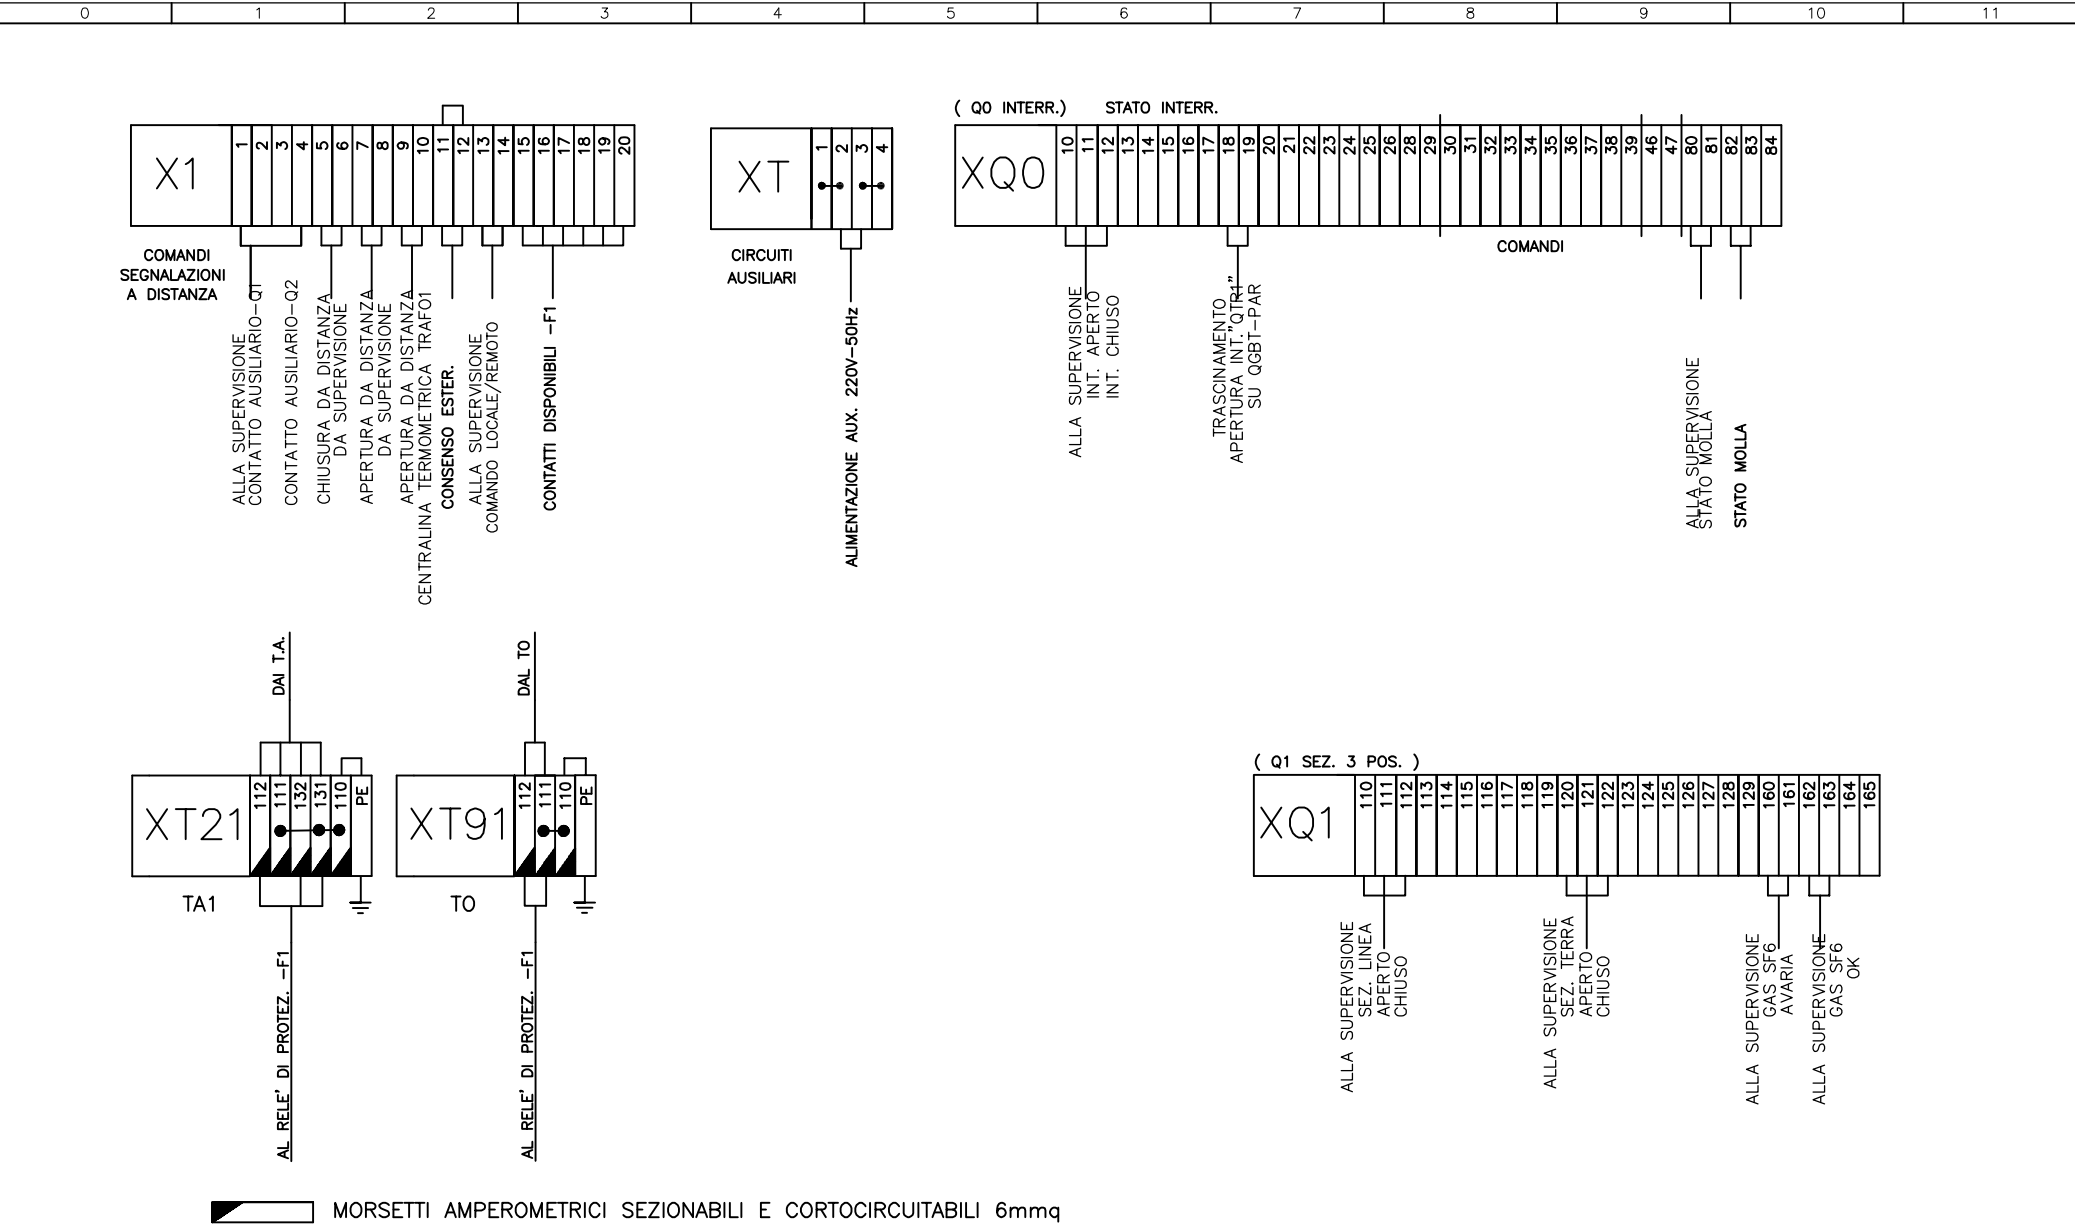 0 1 2 3 4 5 6 7 8 9 10 11
X1
1 2 3 4 5 6 7 8 9 10 11 12 13 14 15 16 17 18 19 20
COMANDI
SEGNALAZIONI
A DISTANZA
ALLA SUPERVISIONE
CONTATTO AUSILIARIO-Q1
CONTATTO AUSILIARIO-Q2
CHIUSURA DA DISTANZA
DA SUPERVISIONE
APERTURA DA DISTANZA
DA SUPERVISIONE
APERTURA DA DISTANZA
CENTRALINA TERMOMETRICA TRAFO1
CONSENSO ESTER.
ALLA SUPERVISIONE
COMANDO LOCALE/REMOTO
CONTATTI DISPONIBILI -F1
XT
1 2 3 4
CIRCUITI
AUSILIARI
ALIMENTAZIONE AUX. 220V-50Hz
( Q0 INTERR.) STATO INTERR.
XQ0
10 11 12 13 14 15 16 17 18 19 20 21 22 23 24 25 26 28 29 30 31 32 33 34 35 36 37 38 39 46 47 80 81 82 83 84
COMANDI
ALLA SUPERVISIONE
INT. APERTO
INT. CHIUSO
TRASCINAMENTO
APERTURA INT."QTR1"
SU QGBT-PAR
ALLA SUPERVISIONE
STATO MOLLA
STATO MOLLA
DAI T.A.
XT21
112 111 132 131 110 PE
TA1
AL RELE' DI PROTEZ. -F1
DAL TO
XT91
112 111 110 PE
TO
AL RELE' DI PROTEZ. -F1
( Q1 SEZ. 3 POS. )
XQ1
110 111 112 113 114 115 116 117 118 119 120 121 122 123 124 125 126 127 128 129 160 161 162 163 164 165
ALLA SUPERVISIONE
SEZ. LINEA
APERTO
CHIUSO
ALLA SUPERVISIONE
SEZ. TERRA
APERTO
CHIUSO
ALLA SUPERVISIONE
GAS SF6
AVARIA
ALLA SUPERVISIONE
GAS SF6
OK
MORSETTI AMPEROMETRICI SEZIONABILI E CORTOCIRCUITABILI 6mmq